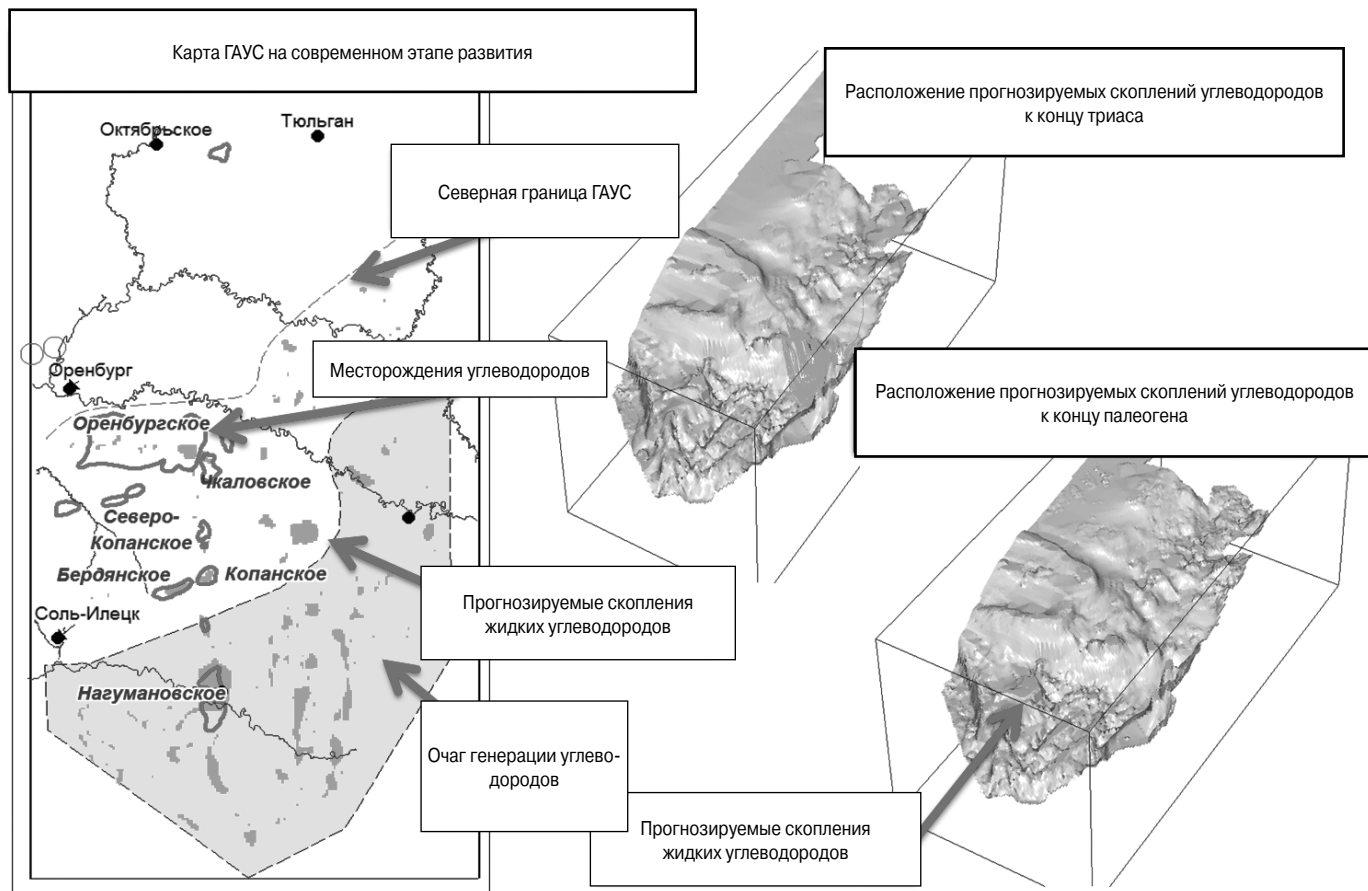 Карта ГАУС на современном этапе развития
Октябрьское
Тюльган
Северная граница ГАУС
Оренбург
Месторождения углеводородов
Оренбургское
Чкаловское
Северо-
Копанское
Бердянское
Копанское
Соль-Илецк
Прогнозируемые скопления
жидких углеводородов
Нагумановское
Очаг генерации углево-
дородов
Расположение прогнозируемых скоплений углеводородов
к концу триаса
Расположение прогнозируемых скоплений углеводородов
к концу палеогена
Прогнозируемые скопления
жидких углеводородов